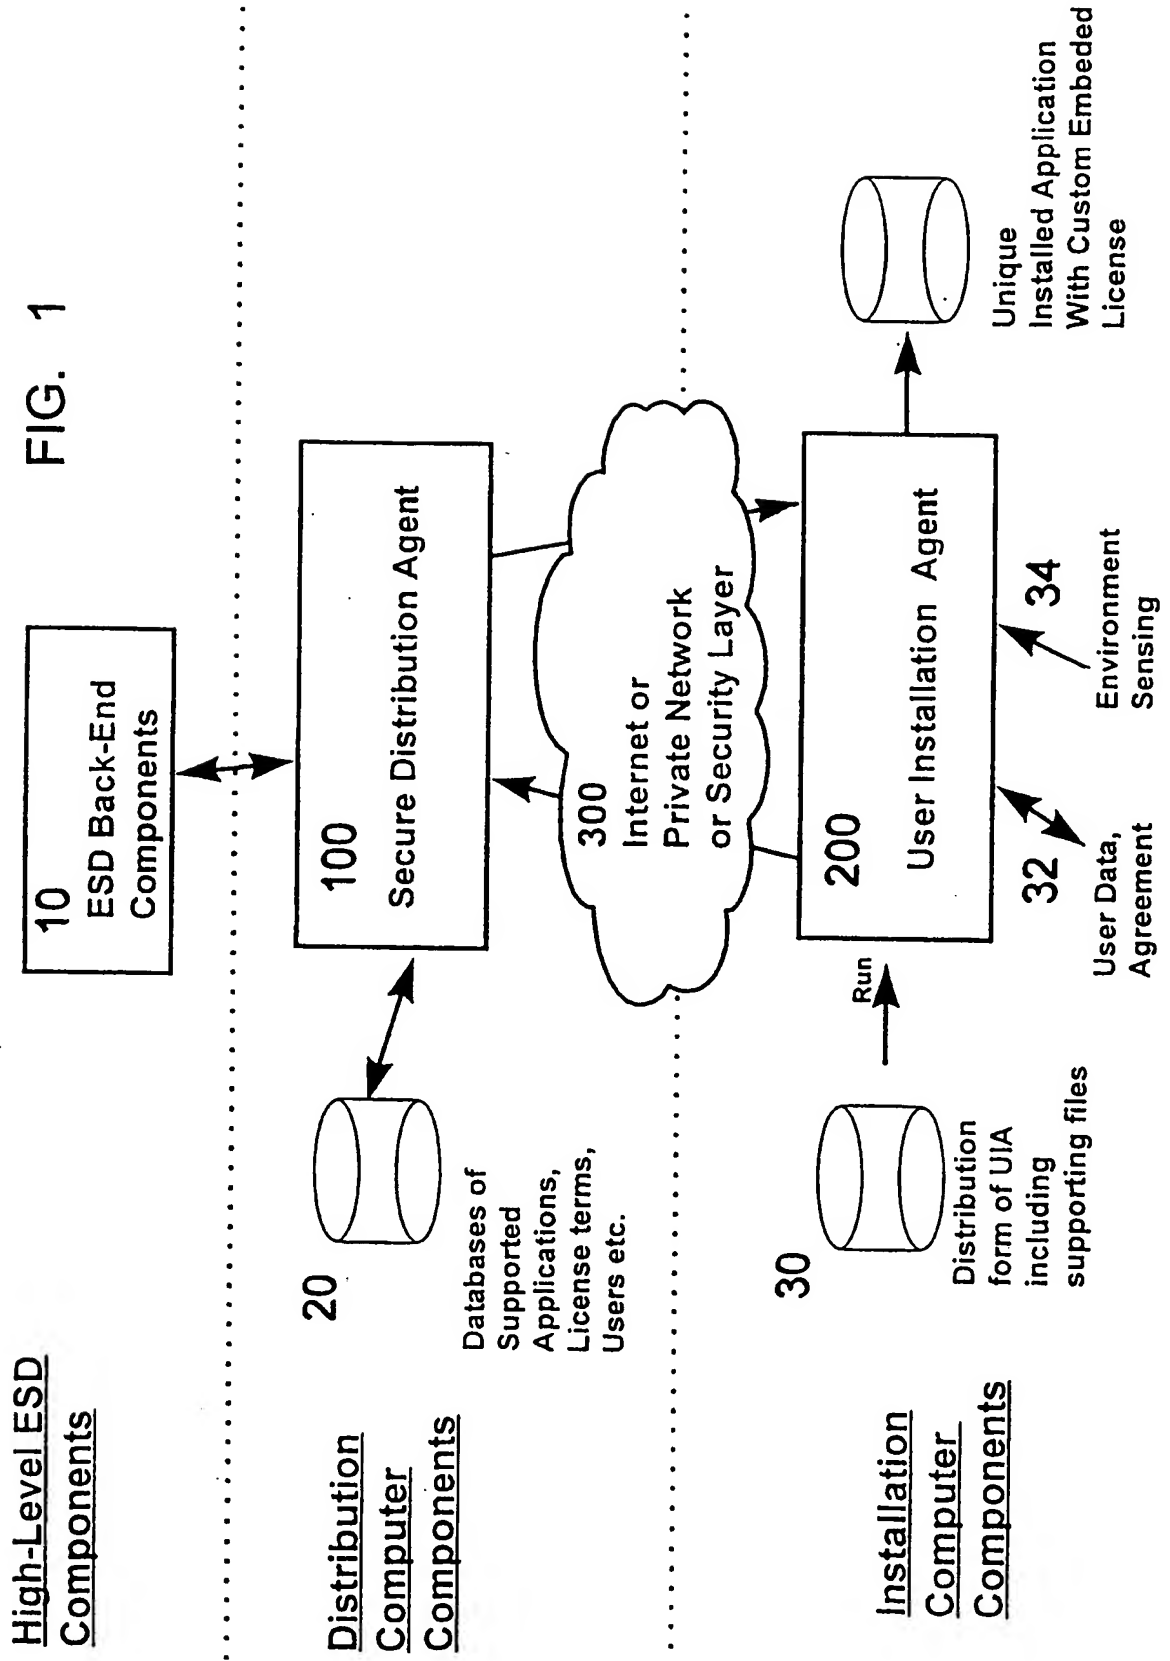 FIG. 1
High-Level ESD
Components
10
ESD Back-End
Components
Distribution
Computer
Components
20
Databases of
Supported
Applications,
License terms,
Users etc.
100
Secure Distribution Agent
300
Internet or
Private Network
or Security Layer
Installation
Computer
Components
30
Distribution
form of UIA
including
supporting files
Run
200
User Installation Agent
32
User Data,
Agreement
34
Environment
Sensing
Unique
Installed Application
With Custom Embeded
License